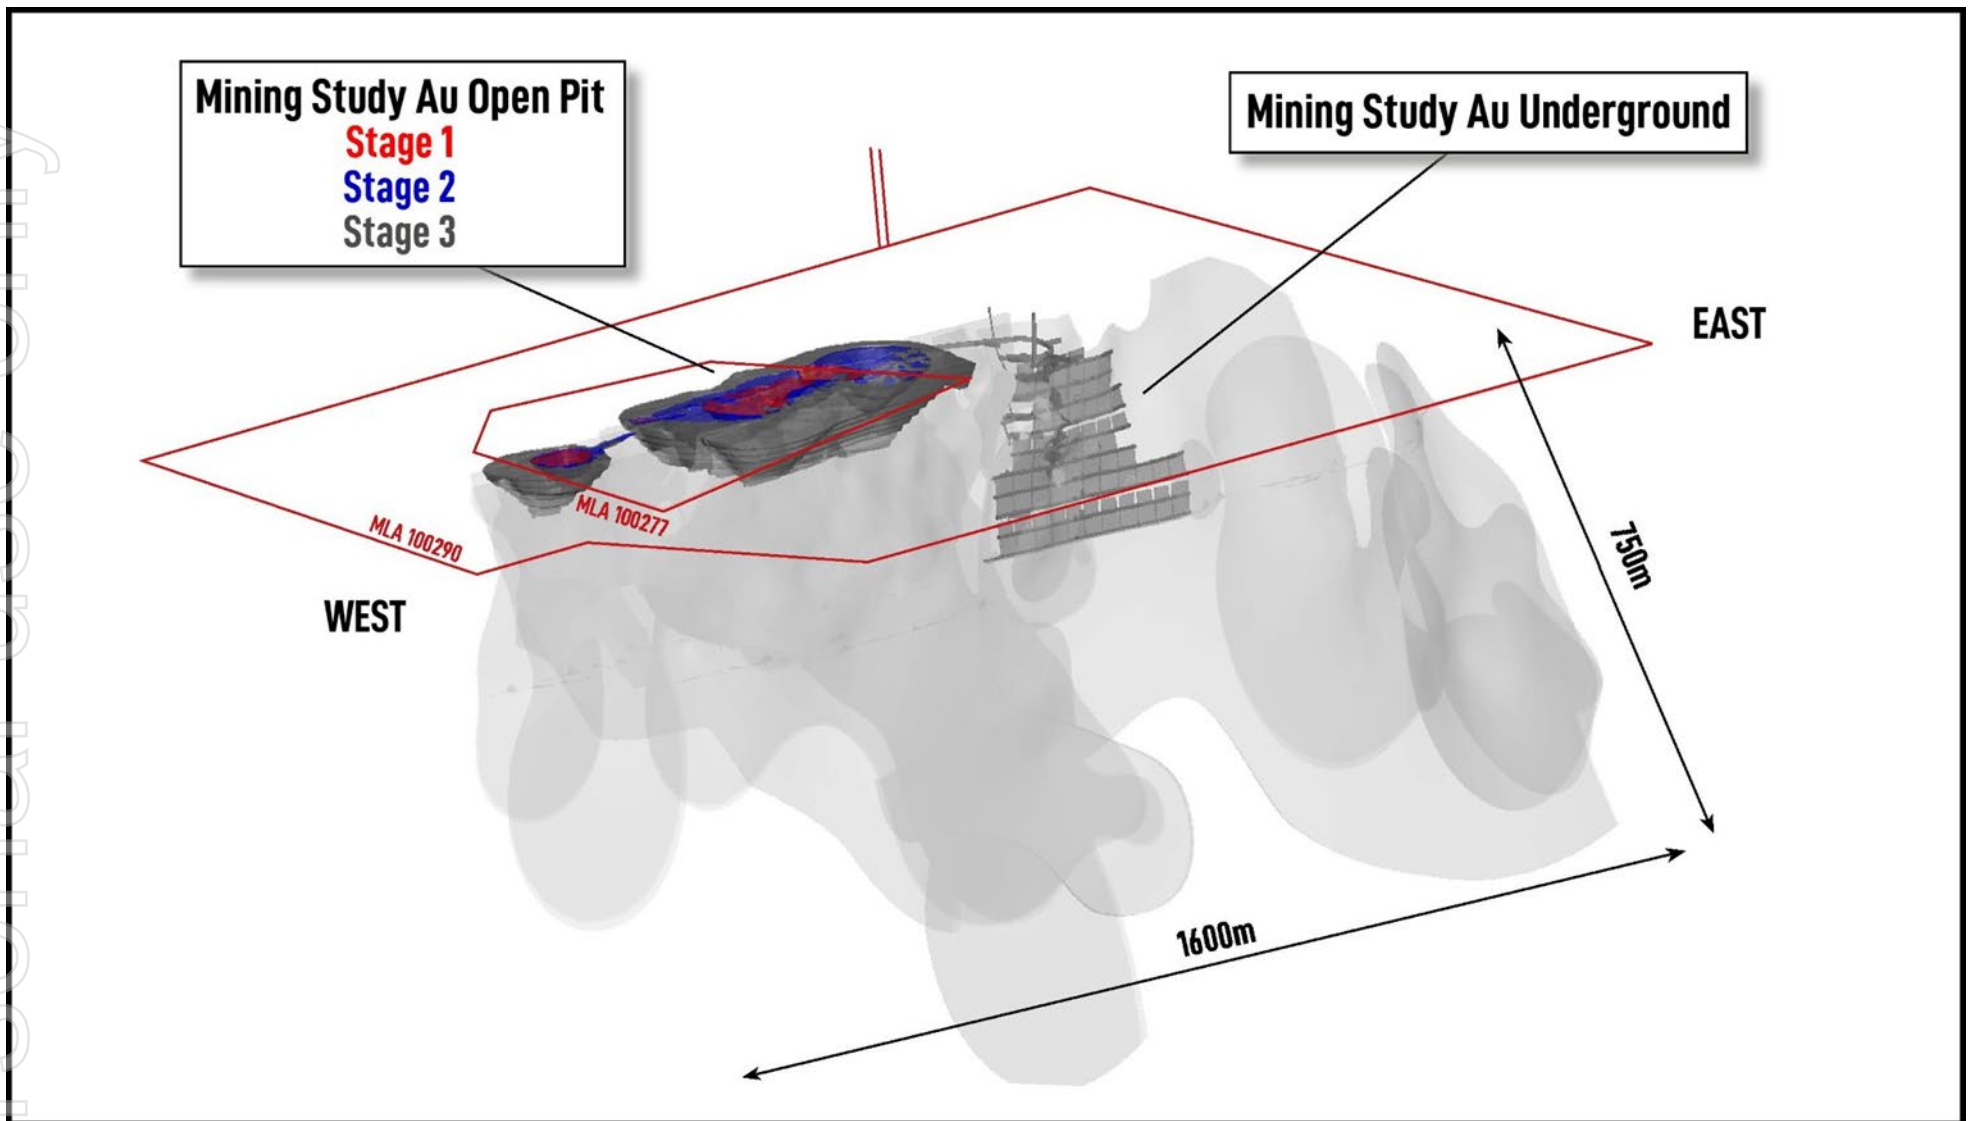 Mining Study Au Open Pit
Stage 1
Stage 2
Stage 3
Mining Study Au Underground
EAST
MLA 100277
MLA 100290
WEST
750m
1600m